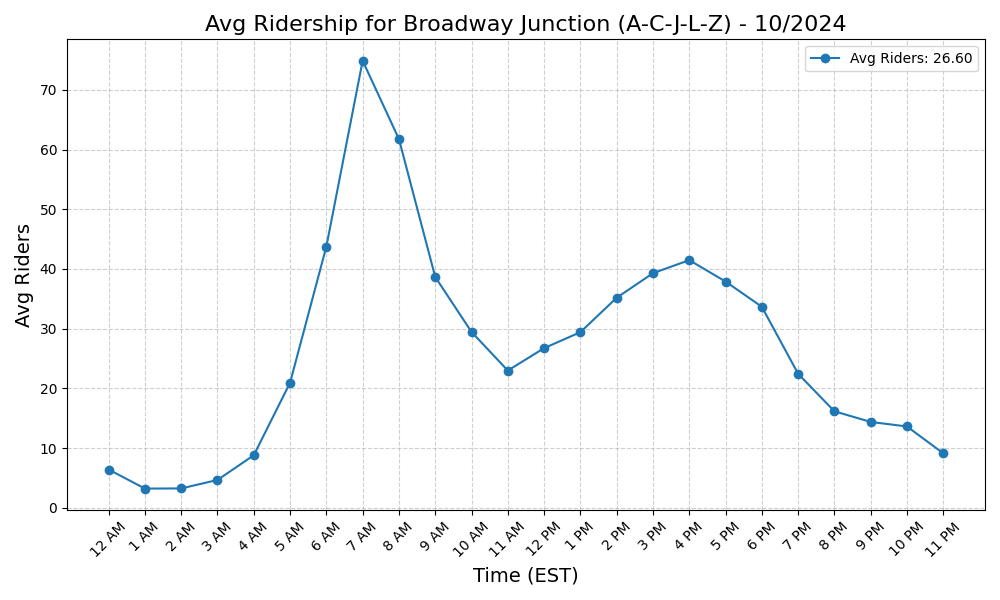 Avg Ridership for Broadway Junction (A-C-J-L-Z) - 10/2024
Avg Riders: 26.60
Avg Riders
70
60
50
40
30
20
10
0
12 AM
1 AM
2 AM
3 AM
4 AM
5 AM
6 AM
7 AM
8 AM
9 AM
10 AM
11 AM
12 PM
1 PM
2 PM
3 PM
4 PM
5 PM
6 PM
7 PM
8 PM
9 PM
10 PM
11 PM
Time (EST)